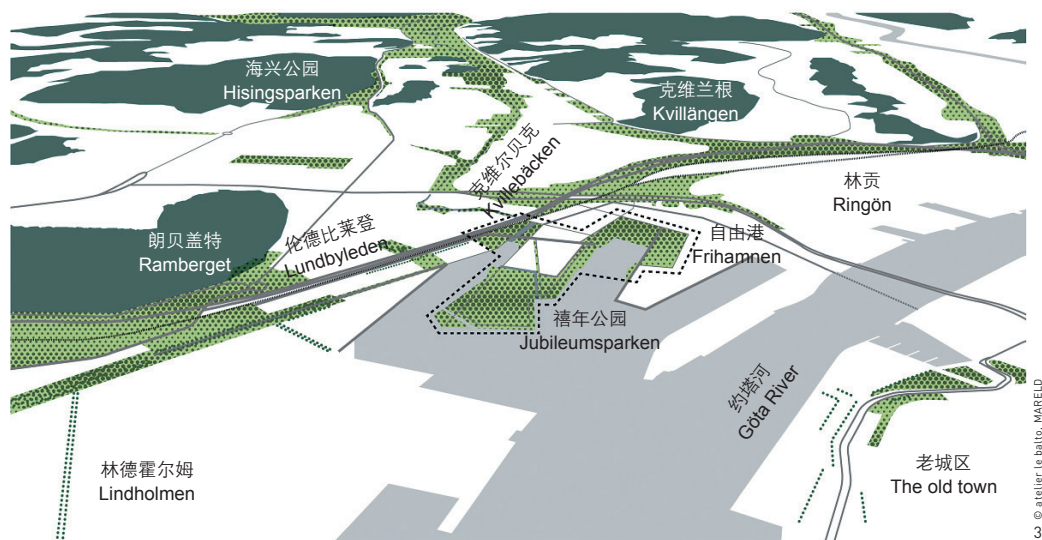 海兴公园
Hisingsparken
克维兰根
Kvillängen
克维尔贝克
Kvillebäcken
林贡
Ringön
朗贝盖特
Ramberget
伦德比莱登
Lundbyleden
自由港
Frihamnen
禧年公园
Jubileumsparken
约塔河
Göta River
林德霍尔姆
Lindholmen
老城区
The old town
© atelier le balto, MARELD
3